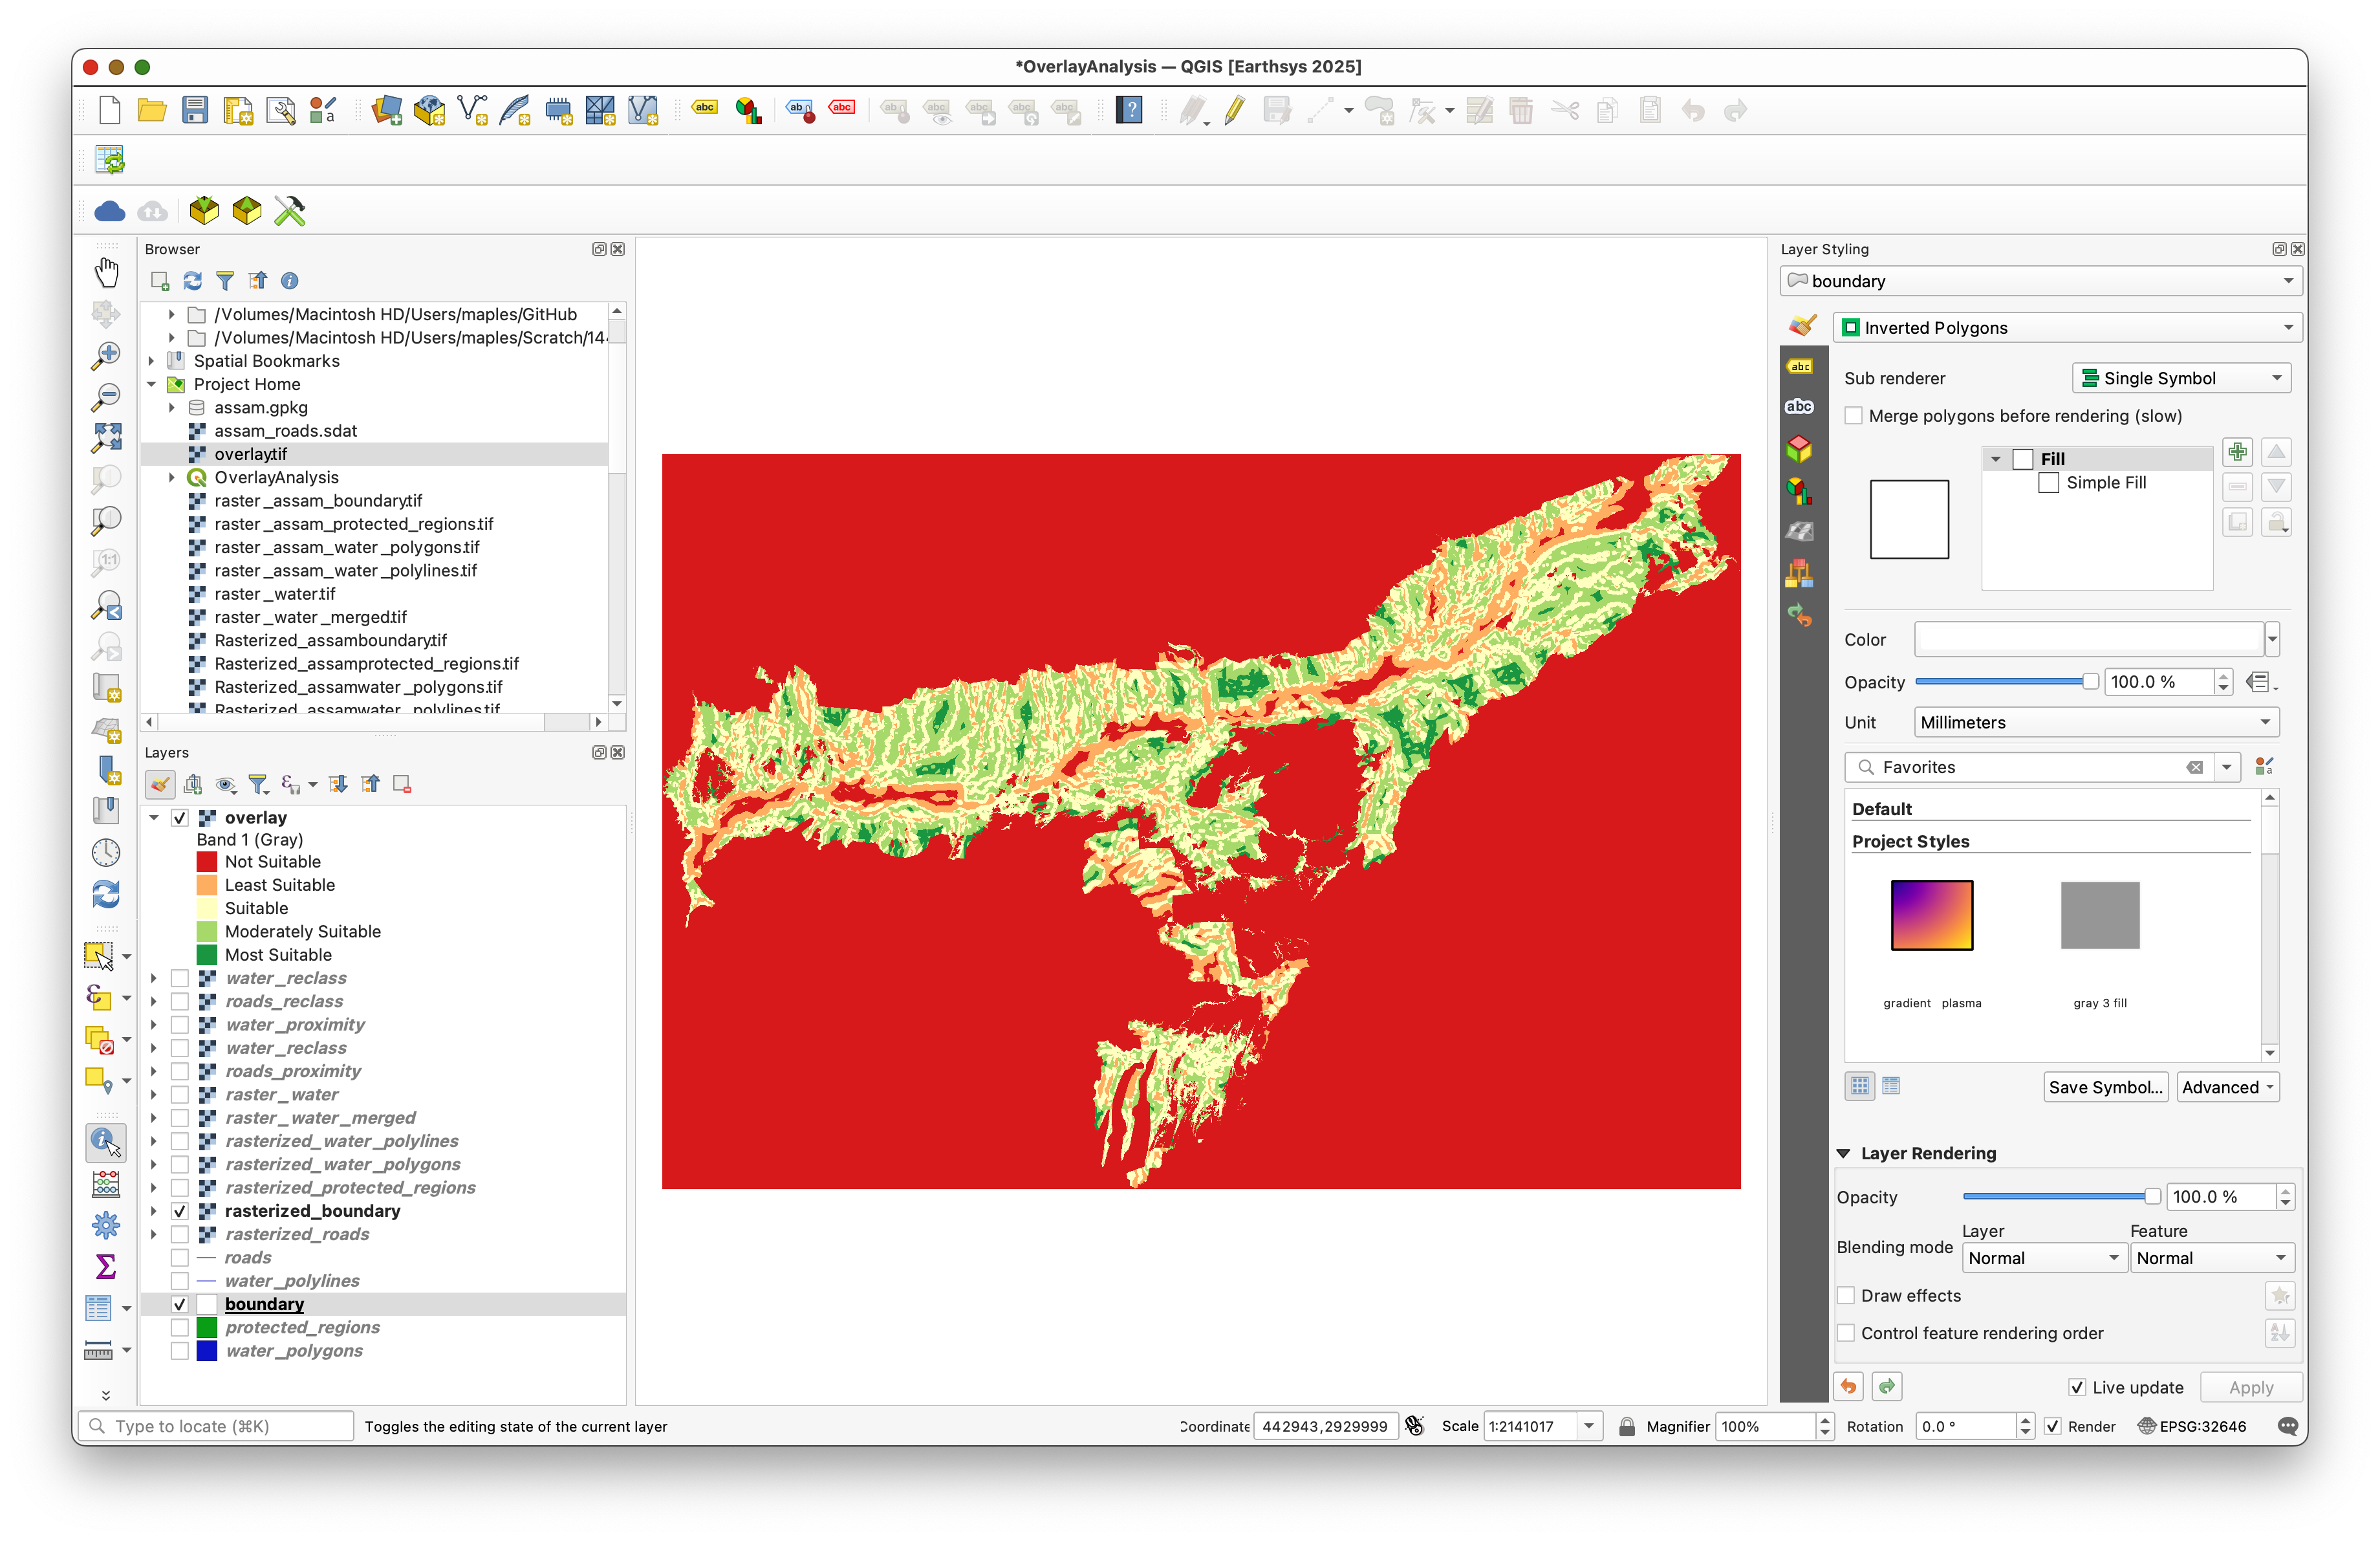 *OverlayAnalysis — QGIS [Earthsys 2025]
Browser
/Volumes/Macintosh HD/Users/maples/GitHub
/Volumes/Macintosh HD/Users/maples/Scratch/14
Spatial Bookmarks
Project Home
assam.gpkg
assam_roads.sdat
overlay.tif
OverlayAnalysis
raster_assam_boundary.tif
raster_assam_protected_regions.tif
raster_assam_water_polygons.tif
raster_assam_water_polylines.tif
raster_water.tif
raster_water_merged.tif
Rasterized_assamboundary.tif
Rasterized_assamprotected_regions.tif
Rasterized_assamwater_polygons.tif
Rasterized_assamwater_polylines.tif
Layers
overlay
Band 1 (Gray)
Not Suitable
Least Suitable
Suitable
Moderately Suitable
Most Suitable
water_reclass
roads_reclass
water_proximity
water_reclass
roads_proximity
raster_water
raster_water_merged
rasterized_water_polylines
rasterized_water_polygons
rasterized_protected_regions
rasterized_boundary
rasterized_roads
roads
water_polylines
boundary
protected_regions
water_polygons
Layer Styling
boundary
Inverted Polygons
Sub renderer Single Symbol
Merge polygons before rendering (slow)
Fill
Simple Fill
Color
Opacity 100.0 %
Unit Millimeters
Favorites
Default
Project Styles
gradient plasma
gray 3 fill
Save Symbol...
Advanced
Layer Rendering
Opacity 100.0 %
Layer Feature
Blending mode Normal Normal
Draw effects
Control feature rendering order
Live update Apply
Type to locate (⌘K) Toggles the editing state of the current layer Coordinate 442943,2929999 Scale 1:2141017 Magnifier 100% Rotation 0.0 ° Render EPSG:32646